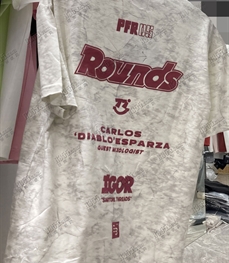 PFR
Rounds
CARLOS
"DIABLO" ESPARZA
GUEST MIXOLOGIST
IGOR